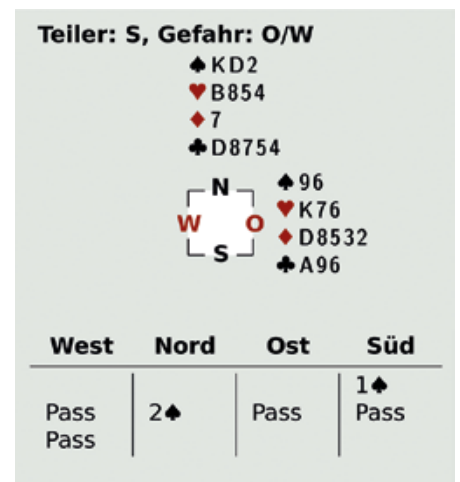 Teiler: S, Gefahr: O/W
♠KD2
♥B854
♦7
♣D8754
N
W O
S
♠96
♥K76
♦D8532
♣A96
West Nord Ost Süd
1♠
Pass 2♠ Pass Pass
Pass